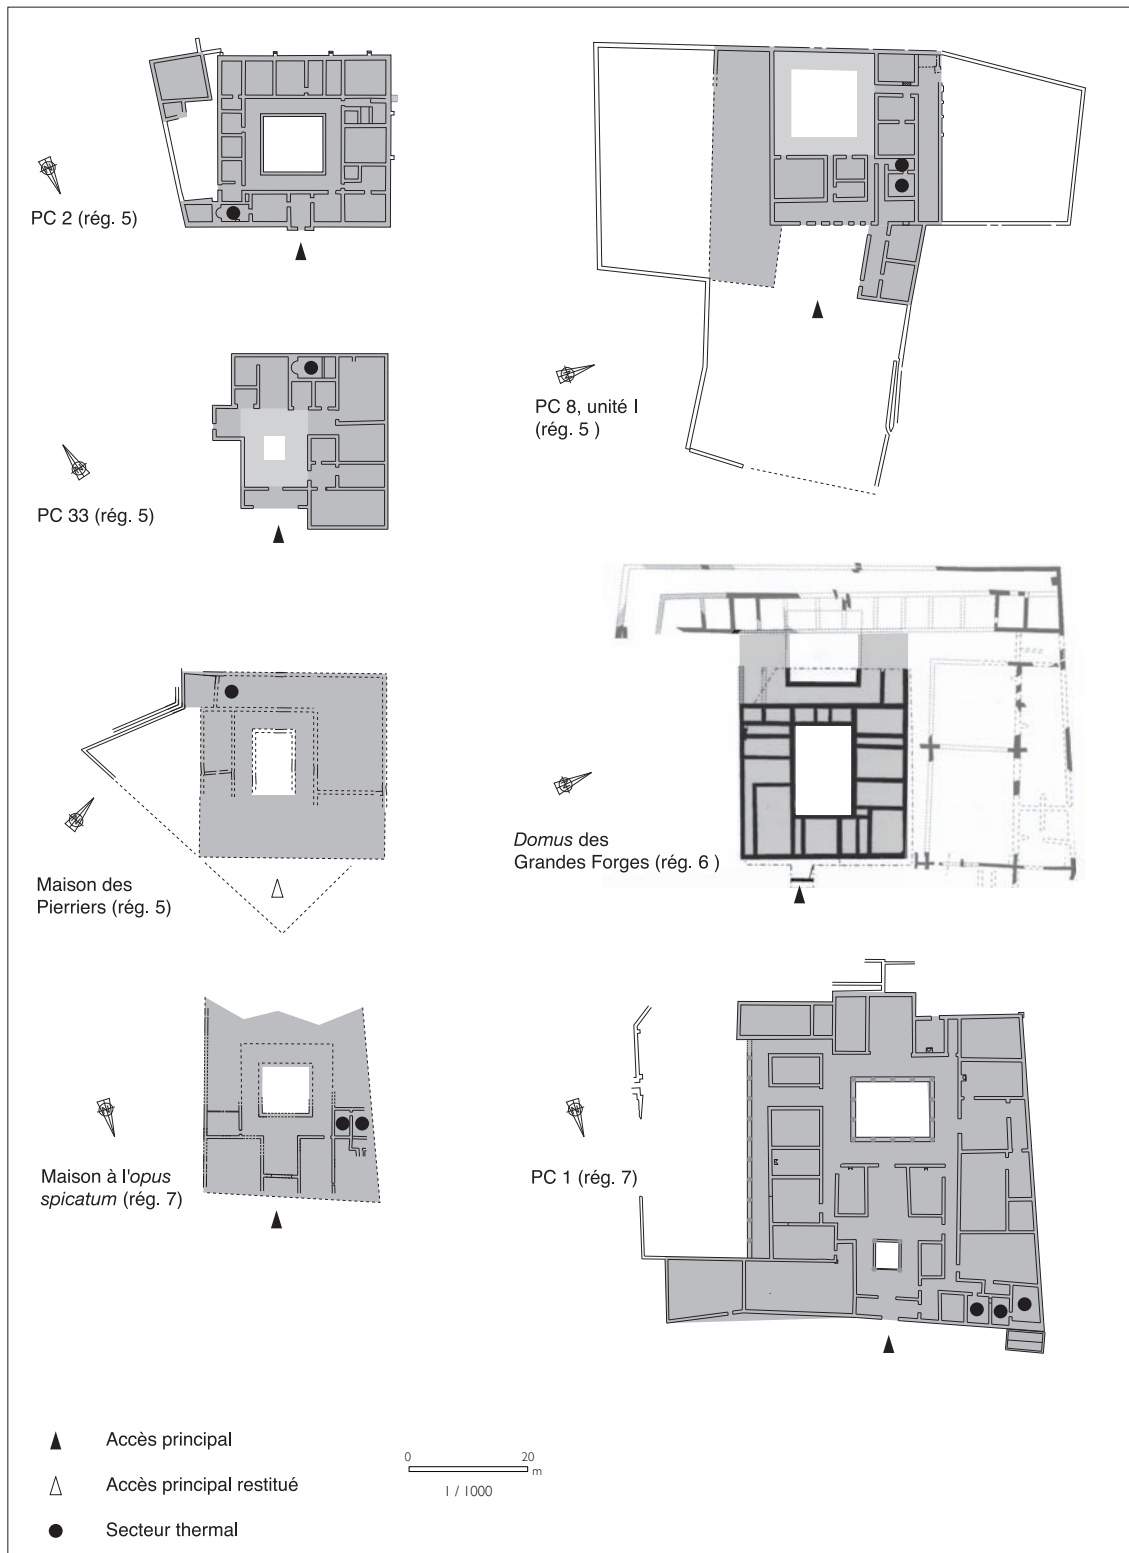 PC 2 (rég. 5)
PC 8, unité I
(rég. 5 )
PC 33 (rég. 5)
Domus des
Grandes Forges (rég. 6 )
Maison des
Pierriers (rég. 5)
Maison à l'opus
spicatum (rég. 7)
PC 1 (rég. 7)
Accès principal
Accès principal restitué
Secteur thermal
0 20
m
1 / 1000